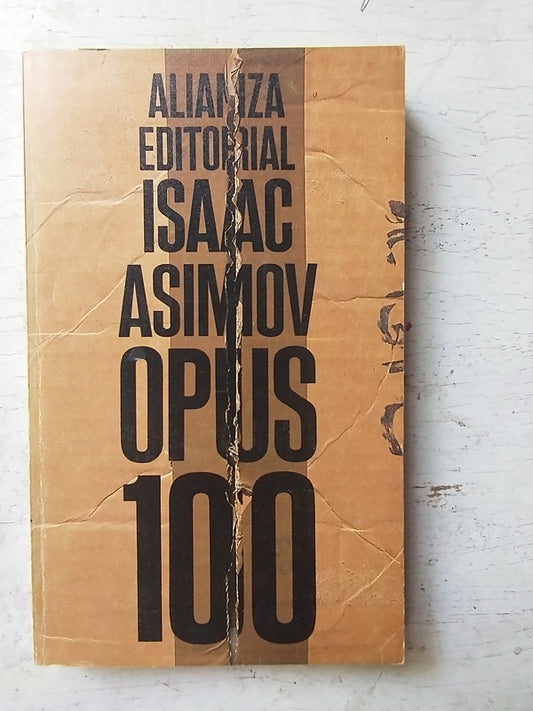 ALIANZA
EDITORIAL
ISAAC
ASIMOV
OPUS
100